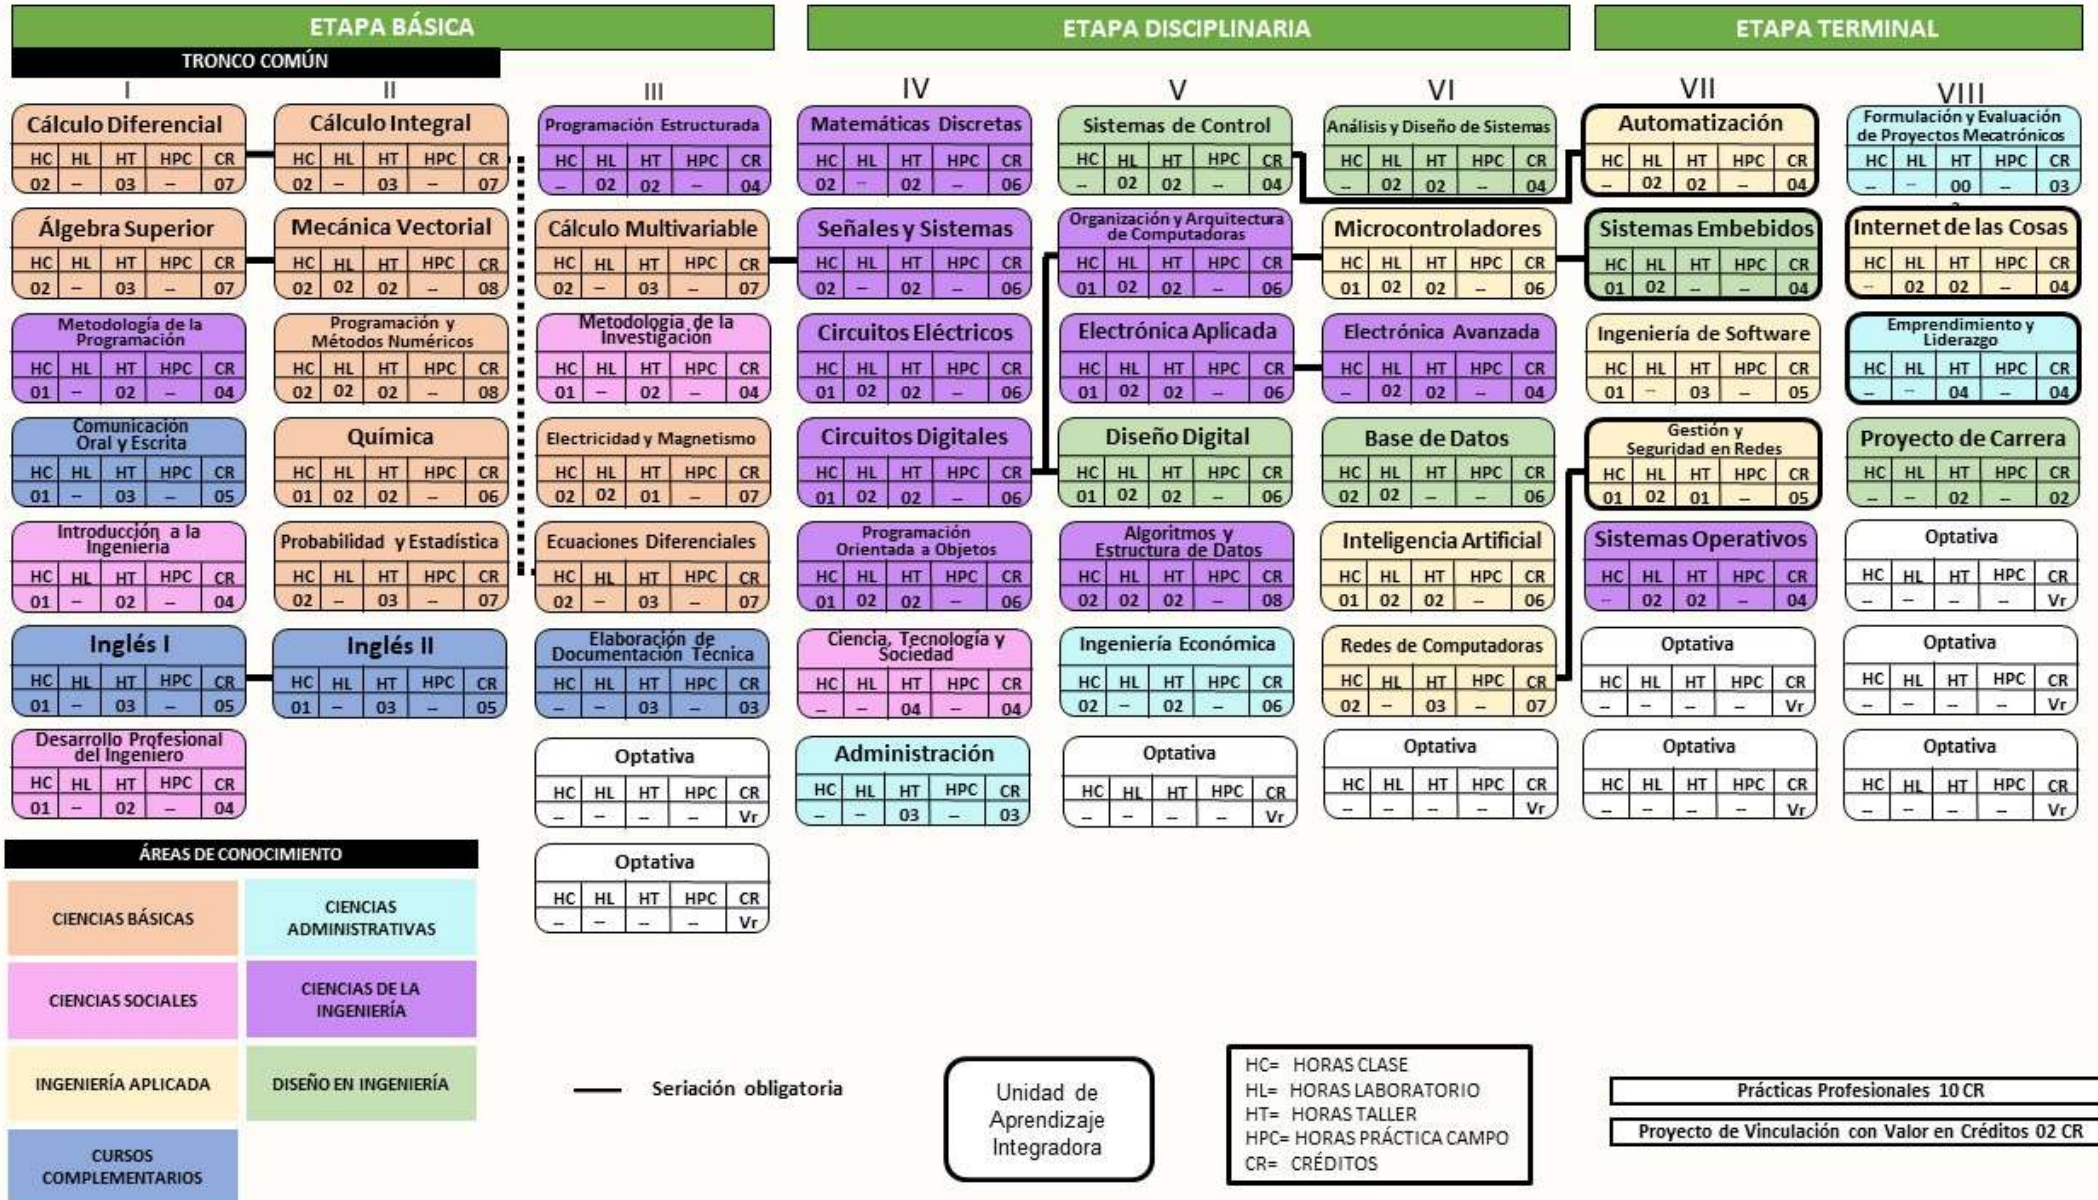 ETAPA BÁSICA
TRONCO COMÚN
I
Cálculo Diferencial
HC HL HT HPC CR
02 -- 03 -- 07
Álgebra Superior
HC HL HT HPC CR
02 -- 03 -- 07
Metodología de la
Programación
HC HL HT HPC CR
01 -- 02 -- 04
Comunicación
Oral y Escrita
HC HL HT HPC CR
01 -- 03 -- 05
Introducción a la
Ingeniería
HC HL HT HPC CR
01 -- 02 -- 04
Inglés I
HC HL HT HPC CR
01 -- 03 -- 05
Desarrollo Profesional
del Ingeniero
HC HL HT HPC CR
01 -- 02 -- 04
II
Cálculo Integral
HC HL HT HPC CR
02 -- 03 -- 07
Mecánica Vectorial
HC HL HT HPC CR
02 02 02 -- 08
Programación y
Métodos Numéricos
HC HL HT HPC CR
02 02 02 -- 08
Química
HC HL HT HPC CR
01 02 02 -- 06
Probabilidad y Estadística
HC HL HT HPC CR
02 -- 03 -- 07
Inglés II
HC HL HT HPC CR
01 -- 03 -- 05
III
Programación Estructurada
HC HL HT HPC CR
-- 02 02 -- 04
Cálculo Multivariable
HC HL HT HPC CR
02 -- 03 -- 07
Metodología de la
Investigación
HC HL HT HPC CR
01 -- 02 -- 04
Electricidad y Magnetismo
HC HL HT HPC CR
02 02 01 -- 07
Ecuaciones Diferenciales
HC HL HT HPC CR
02 -- 03 -- 07
Elaboración de
Documentación Técnica
HC HL HT HPC CR
-- -- 03 -- 03
Optativa
HC HL HT HPC CR
-- -- -- -- Vr
Optativa
HC HL HT HPC CR
-- -- -- -- Vr
ETAPA DISCIPLINARIA
IV
Matemáticas Discretas
HC HL HT HPC CR
02 -- 02 -- 06
Señales y Sistemas
HC HL HT HPC CR
02 -- 02 -- 06
Circuitos Eléctricos
HC HL HT HPC CR
01 02 02 -- 06
Circuitos Digitales
HC HL HT HPC CR
01 02 02 -- 06
Programación
Orientada a Objetos
HC HL HT HPC CR
01 02 02 -- 06
Ciencia, Tecnología y
Sociedad
HC HL HT HPC CR
-- -- 04 -- 04
Administración
HC HL HT HPC CR
-- -- 03 -- 03
V
Sistemas de Control
HC HL HT HPC CR
-- 02 02 -- 04
Organización y Arquitectura
de Computadoras
HC HL HT HPC CR
01 02 02 -- 06
Electrónica Aplicada
HC HL HT HPC CR
01 02 02 -- 06
Diseño Digital
HC HL HT HPC CR
01 02 02 -- 06
Algoritmos y
Estructura de Datos
HC HL HT HPC CR
02 02 02 -- 08
Ingeniería Económica
HC HL HT HPC CR
02 -- 02 -- 06
Optativa
HC HL HT HPC CR
-- -- -- -- Vr
VI
Análisis y Diseño de Sistemas
HC HL HT HPC CR
-- 02 02 -- 04
Microcontroladores
HC HL HT HPC CR
01 02 02 -- 06
Electrónica Avanzada
HC HL HT HPC CR
-- 02 02 -- 04
Base de Datos
HC HL HT HPC CR
02 02 -- -- 06
Inteligencia Artificial
HC HL HT HPC CR
01 02 02 -- 06
Redes de Computadoras
HC HL HT HPC CR
02 -- 03 -- 07
Optativa
HC HL HT HPC CR
-- -- -- -- Vr
ETAPA TERMINAL
VII
Automatización
HC HL HT HPC CR
-- 02 02 -- 04
Sistemas Embebidos
HC HL HT HPC CR
01 02 -- -- 04
Ingeniería de Software
HC HL HT HPC CR
01 -- 03 -- 05
Gestión y
Seguridad en Redes
HC HL HT HPC CR
01 02 01 -- 05
Sistemas Operativos
HC HL HT HPC CR
-- 02 02 -- 04
Optativa
HC HL HT HPC CR
-- -- -- -- Vr
Optativa
HC HL HT HPC CR
-- -- -- -- Vr
VIII
Formulación y Evaluación
de Proyectos Mecatrónicos
HC HL HT HPC CR
-- -- 00 -- 03
Internet de las Cosas
HC HL HT HPC CR
-- 02 02 -- 04
Emprendimiento y
Liderazgo
HC HL HT HPC CR
-- -- 04 -- 04
Proyecto de Carrera
HC HL HT HPC CR
-- -- 02 -- 02
Optativa
HC HL HT HPC CR
-- -- -- -- Vr
Optativa
HC HL HT HPC CR
-- -- -- -- Vr
Optativa
HC HL HT HPC CR
-- -- -- -- Vr
ÁREAS DE CONOCIMIENTO
CIENCIAS BÁSICAS
CIENCIAS
ADMINISTRATIVAS
CIENCIAS SOCIALES
CIENCIAS DE LA
INGENIERÍA
INGENIERÍA APLICADA
DISEÑO EN INGENIERÍA
CURSOS
COMPLEMENTARIOS
Seriación obligatoria
Unidad de
Aprendizaje
Integradora
HC= HORAS CLASE
HL= HORAS LABORATORIO
HT= HORAS TALLER
HPC= HORAS PRÁCTICA CAMPO
CR= CRÉDITOS
Prácticas Profesionales 10 CR
Proyecto de Vinculación con Valor en Créditos 02 CR